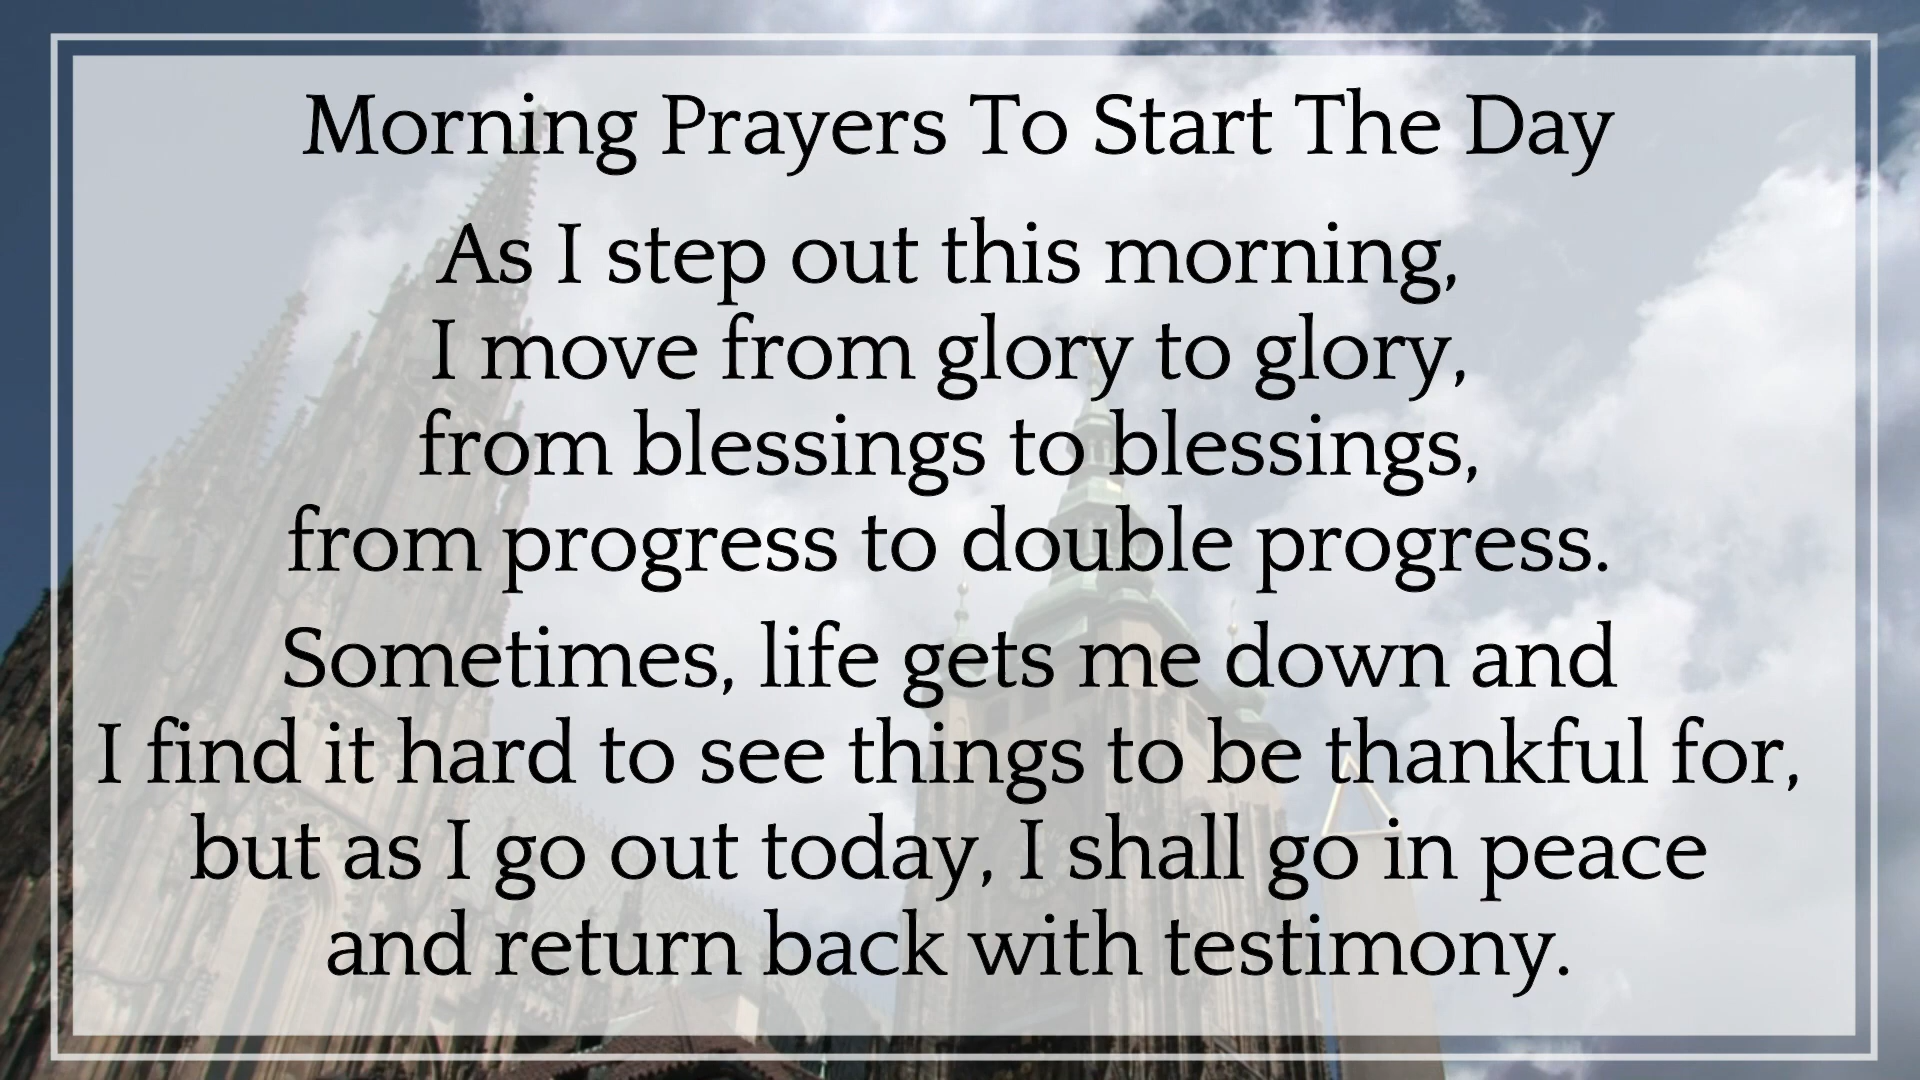 Morning Prayers To Start The Day
As I step out this morning,
I move from glory to glory,
from blessings to blessings,
from progress to double progress.
Sometimes, life gets me down and
I find it hard to see things to be thankful for,
but as I go out today, I shall go in peace
and return back with testimony.